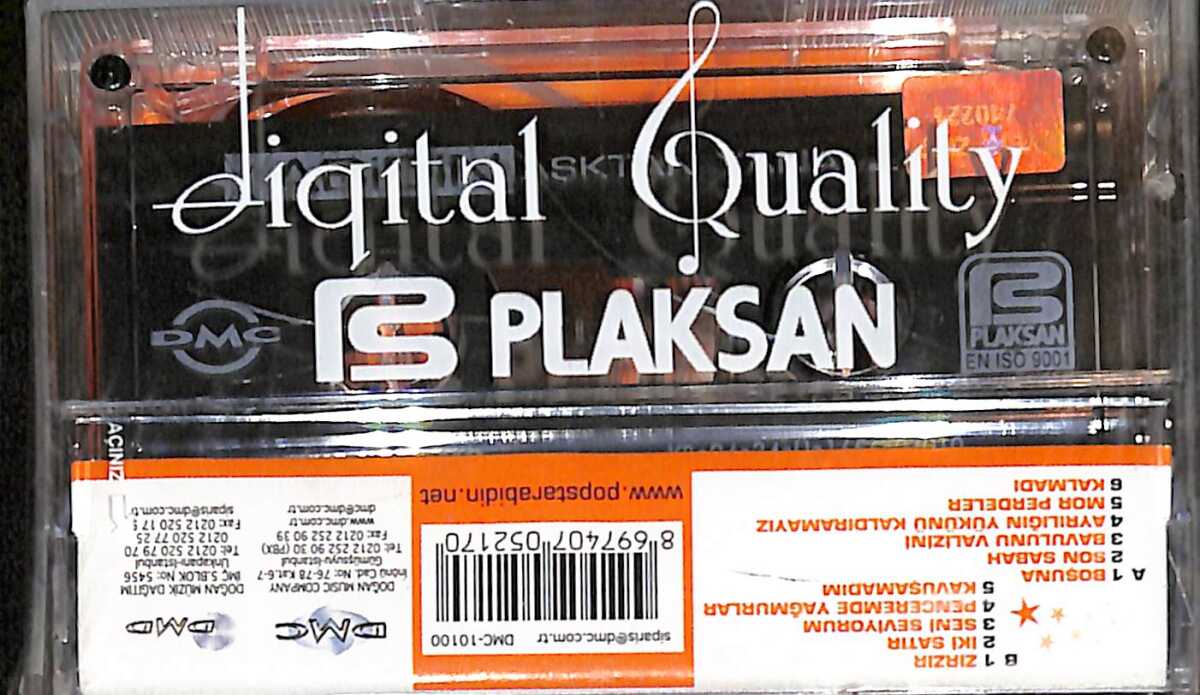 Digital Quality
PLAKSAN
DMC
PLAKSAN
EN ISO 9001
AÇINIZ
A 1 BOŞUNA
2 SON SABAH
3 BAVULUNU VALİZİNİ
4 AYRILIĞIN YÜKÜNÜ KALDIRAMAYIZ
5 MOR PERDELER
6 KALMADI
B 1 ZIRZIR
2 İKİ SATIR
3 SENİ SEVİYORUM
4 PENCEREMDE YAĞMURLAR
5 KAVUŞAMADIM
siparis@dmc.com.tr DMC-10100
8 697407 052170
www.popstarabidin.net
DMC
DOĞAN MUSIC COMPANY
İnönü Cad. No: 76-78 Kat.6-7
Gümüşsuyu-İstanbul
Tel: 0212 252 90 30 (PBX)
Fax: 0212 252 90 39
www.dmc.com.tr
dmc@dmc.com.tr
DMD
DOĞAN MÜZİK DAĞITIM
İMÇ 5.BLOK No: 5456
Unkapanı-İstanbul
Tel: 0212 520 79 70
0212 520 77 25
Fax: 0212 520 17
siparis@dmc.com.tr